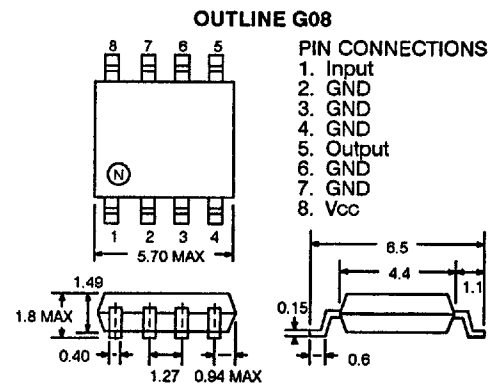 OUTLINE G08
8 7 6 5
N
1 2 3 4
5.70 MAX
PIN CONNECTIONS
1. Input
2. GND
3. GND
4. GND
5. Output
6. GND
7. GND
8. Vcc
1.49
1.8 MAX
0.40
1.27
0.94 MAX
6.5
4.4
1.1
0.15
0.6